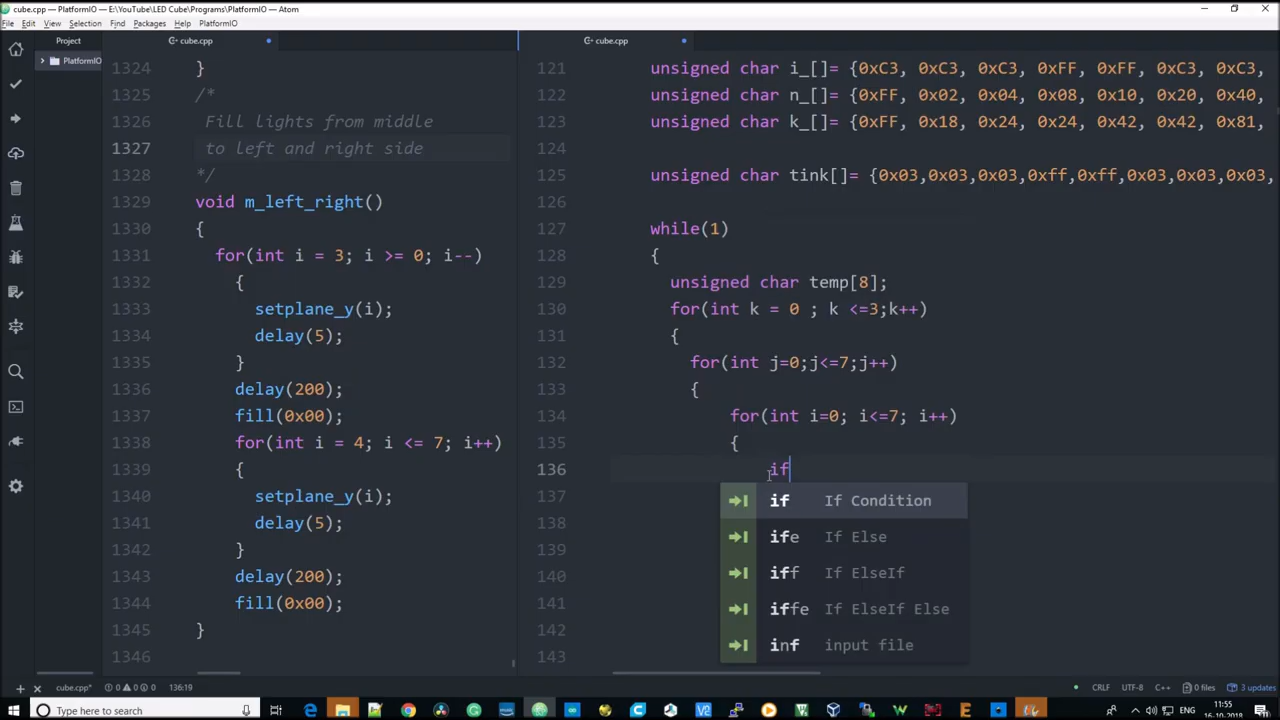 cube.cpp — PlatformIO — E:\YouTube\LED Cube\Programs\PlatformIO — Atom
File Edit View Selection Find Packages Help PlatformIO
Project
PlatformIO
cube.cpp
1324 }
1325 /*
1326 Fill lights from middle
1327 to left and right side
1328 */
1329 void m_left_right()
1330 {
1331 for(int i = 3; i >= 0; i--)
1332 {
1333 setplane_y(i);
1334 delay(5);
1335 }
1336 delay(200);
1337 fill(0x00);
1338 for(int i = 4; i <= 7; i++)
1339 {
1340 setplane_y(i);
1341 delay(5);
1342 }
1343 delay(200);
1344 fill(0x00);
1345 }
1346
cube.cpp
121 unsigned char i_[]= {0xC3, 0xC3, 0xC3, 0xFF, 0xFF, 0xC3, 0xC3,
122 unsigned char n_[]= {0xFF, 0x02, 0x04, 0x08, 0x10, 0x20, 0x40,
123 unsigned char k_[]= {0xFF, 0x18, 0x24, 0x24, 0x42, 0x42, 0x81,
124
125 unsigned char tink[]= {0x03,0x03,0x03,0xff,0xff,0x03,0x03,0x03,
126
127 while(1)
128 {
129 unsigned char temp[8];
130 for(int k = 0 ; k <=3;k++)
131 {
132 for(int j=0;j<=7;j++)
133 {
134 for(int i=0; i<=7; i++)
135 {
136 if
137
138
139
140
141
142
143
if If Condition
ife If Else
iff If ElseIf
iffe If ElseIf Else
inf input file
cube.cpp* 0 0 0 136:19
CRLF UTF-8 C++ 0 files 3 updates
Type here to search
ENG
11:55
16-10-2018